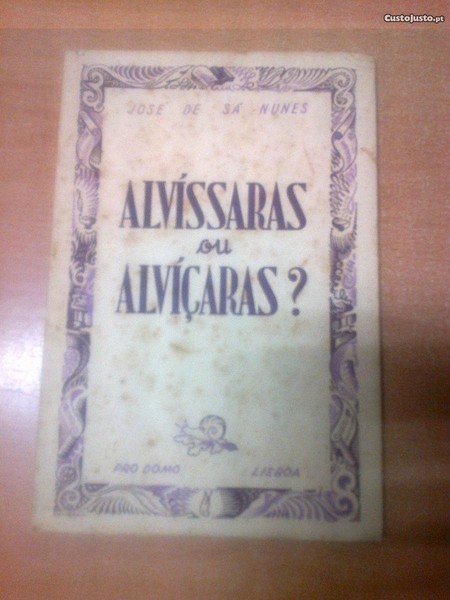 CustoJusto.pt
JOSÉ DE SÁ NUNES
ALVÍSSARAS
ou
ALVÍÇARAS?
PRO DOMO LISBOA